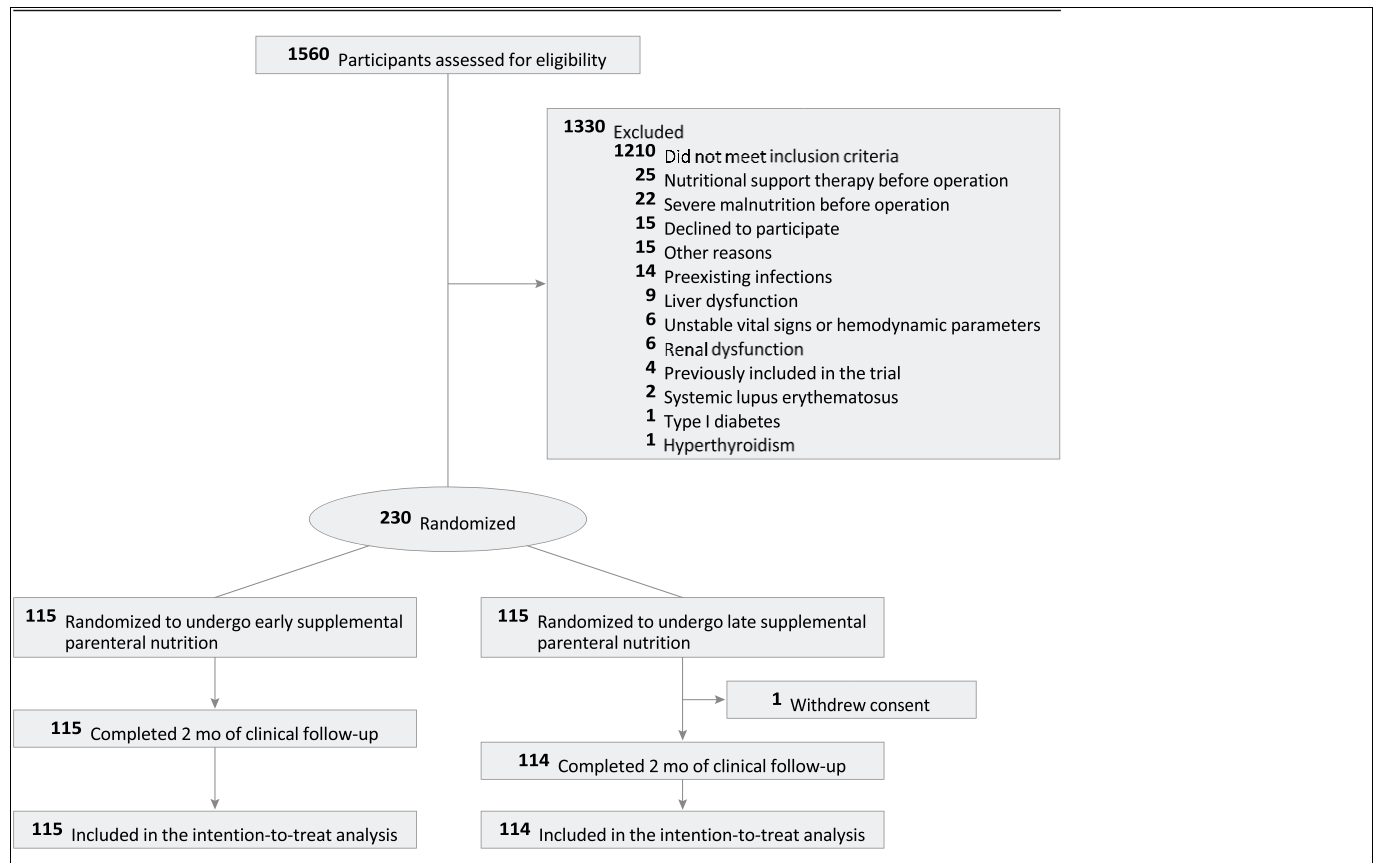 1560 Participants assessed for eligibility
1330 Excluded
1210 Did not meet inclusion criteria
25 Nutritional support therapy before operation
22 Severe malnutrition before operation
15 Declined to participate
15 Other reasons
14 Preexisting infections
9 Liver dysfunction
6 Unstable vital signs or hemodynamic parameters
6 Renal dysfunction
4 Previously included in the trial
2 Systemic lupus erythematosus
1 Type I diabetes
1 Hyperthyroidism
230 Randomized
115 Randomized to undergo early supplemental
parenteral nutrition
115 Randomized to undergo late supplemental
parenteral nutrition
1 Withdrew consent
115 Completed 2 mo of clinical follow-up
114 Completed 2 mo of clinical follow-up
115 Included in the intention-to-treat analysis
114 Included in the intention-to-treat analysis